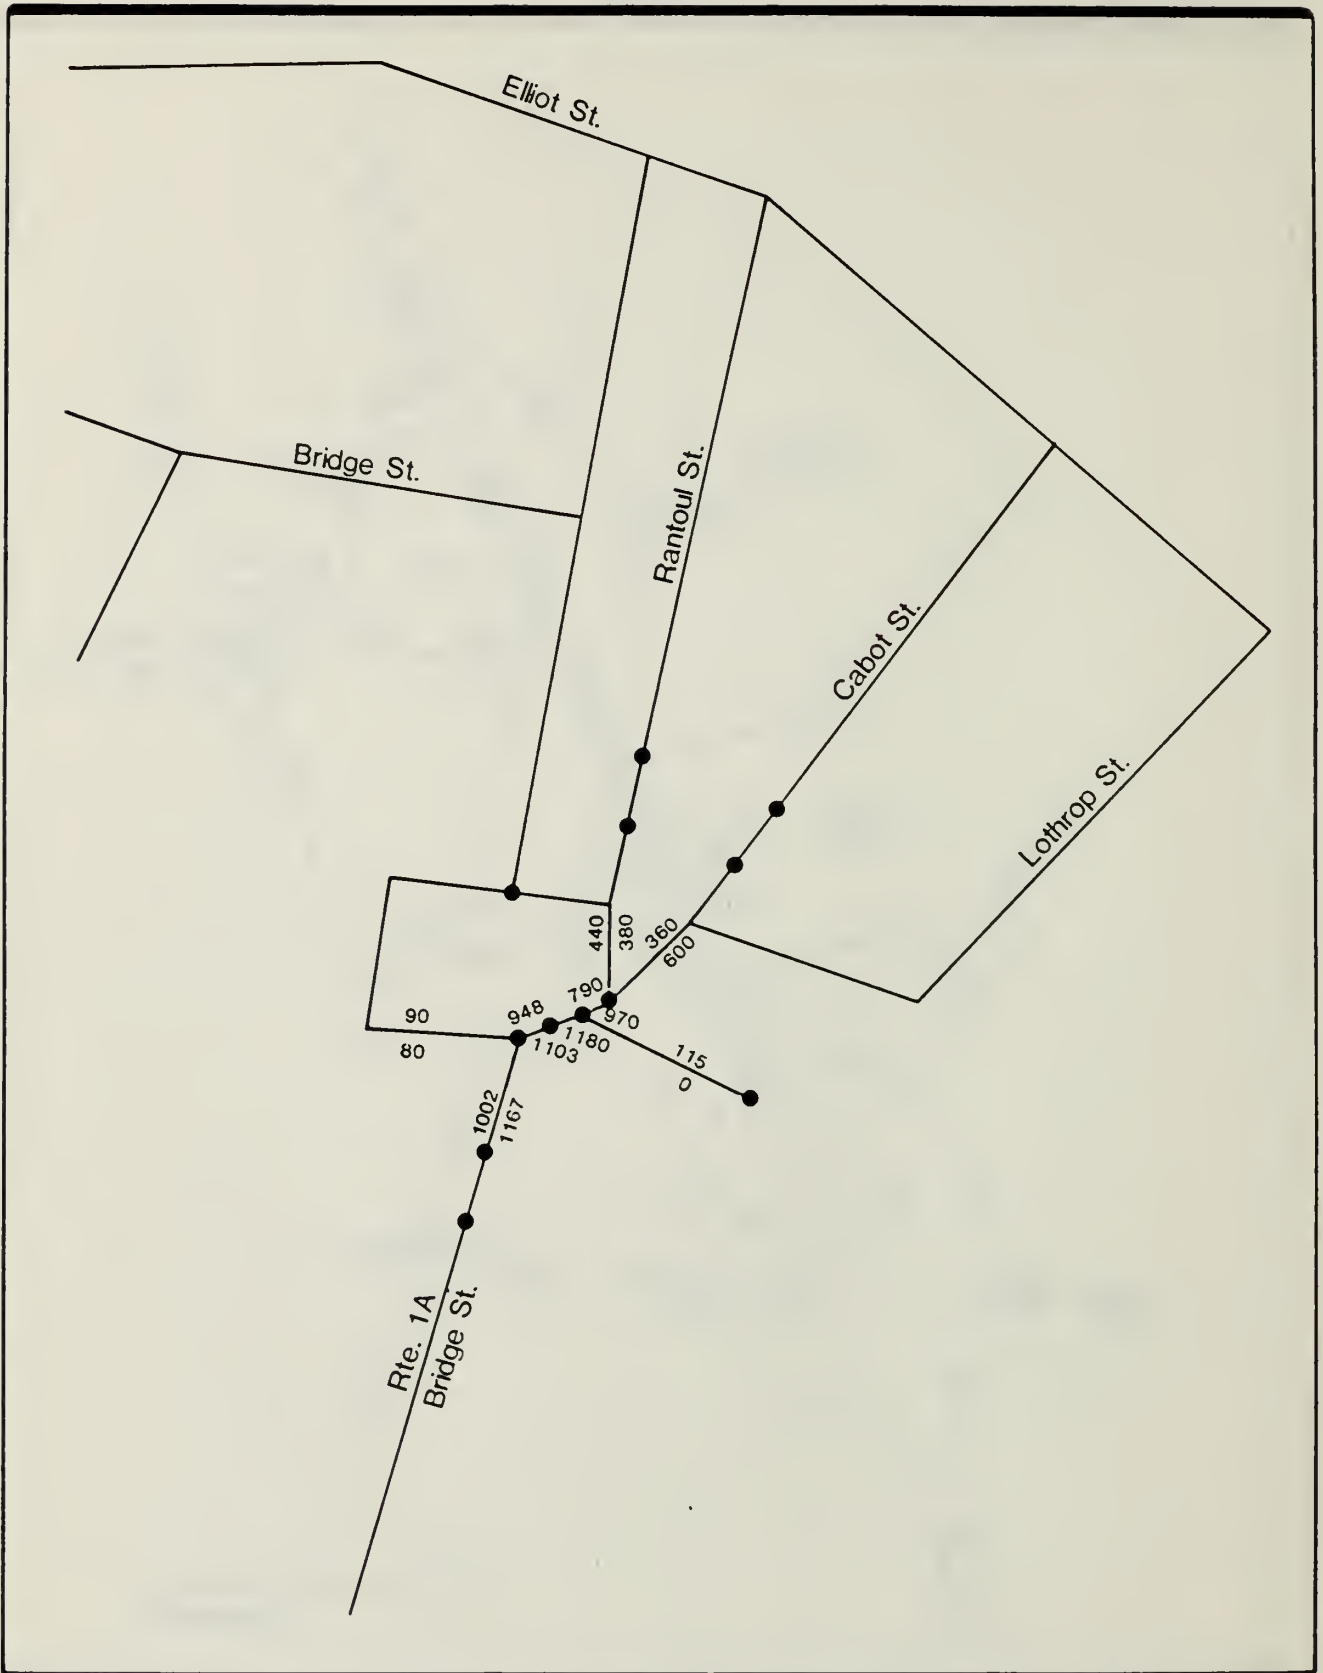 Elliot St.
Bridge St.
Rantoul St.
Cabot St.
Lothrop St.
440
380
360
600
790
970
948
1180
1103
90
80
115
0
1002
1167
Rte. 1A
Bridge St.